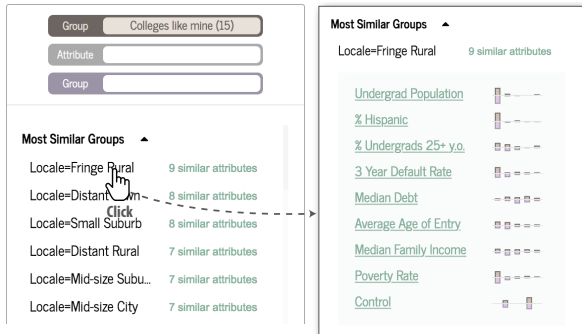 Group Colleges like mine (15)
Attribute
Group
Most Similar Groups
Locale=Fringe Rural 9 similar attributes
Locale=Distant Town 8 similar attributes
Click
Locale=Small Suburb 8 similar attributes
Locale=Distant Rural 7 similar attributes
Locale=Mid-size Subu... 7 similar attributes
Locale=Mid-size City 7 similar attributes
Most Similar Groups
Locale=Fringe Rural 9 similar attributes
Undergrad Population
% Hispanic
% Undergrads 25+ y.o.
3 Year Default Rate
Median Debt
Average Age of Entry
Median Family Income
Poverty Rate
Control